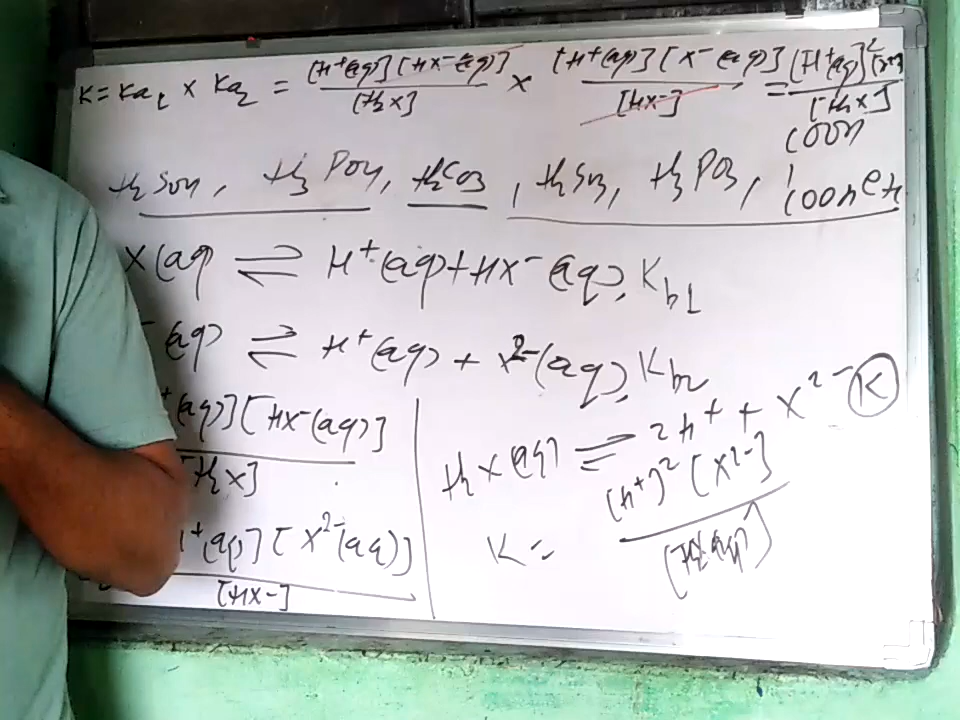 K = Ka₁ × Ka₂ = [H⁺(aq)][HX⁻(aq)] / [H₂X] × [H⁺(aq)][X⁻(aq)] / [HX⁻] = [H⁺(aq)]²[X²⁻] / [H₂X]
H₂SO₄, H₃PO₄, H₂CO₃, H₂SO₃, H₃PO₃, COOH
X(aq ⇌ H⁺(aq) + HX⁻(aq), Kb1
⁻(aq) ⇌ H⁺(aq) + X²⁻(aq), Kb2
⁺(aq)][HX⁻(aq)] / [H₂X]
H₂X(aq) ⇌ 2H⁺ + X²⁻ K
K = [H⁺]²[X²⁻] / [H₂X(aq)]
⁺(aq)][X²⁻(aq)] / [HX-]